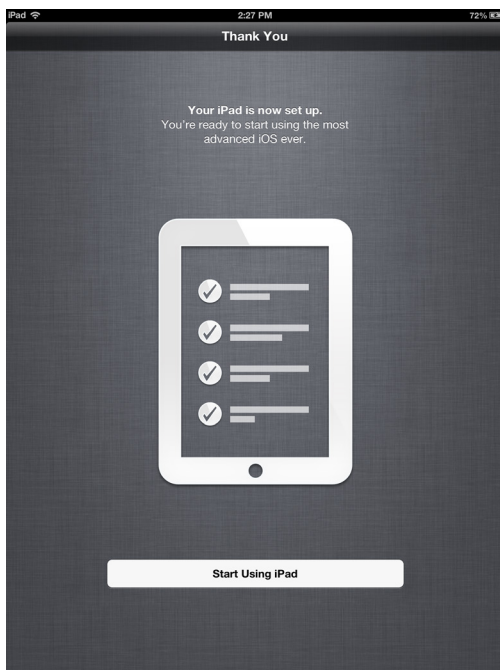 iPad 2:27 PM 72%
Thank You
Your iPad is now set up.
You're ready to start using the most
advanced iOS ever.
Start Using iPad